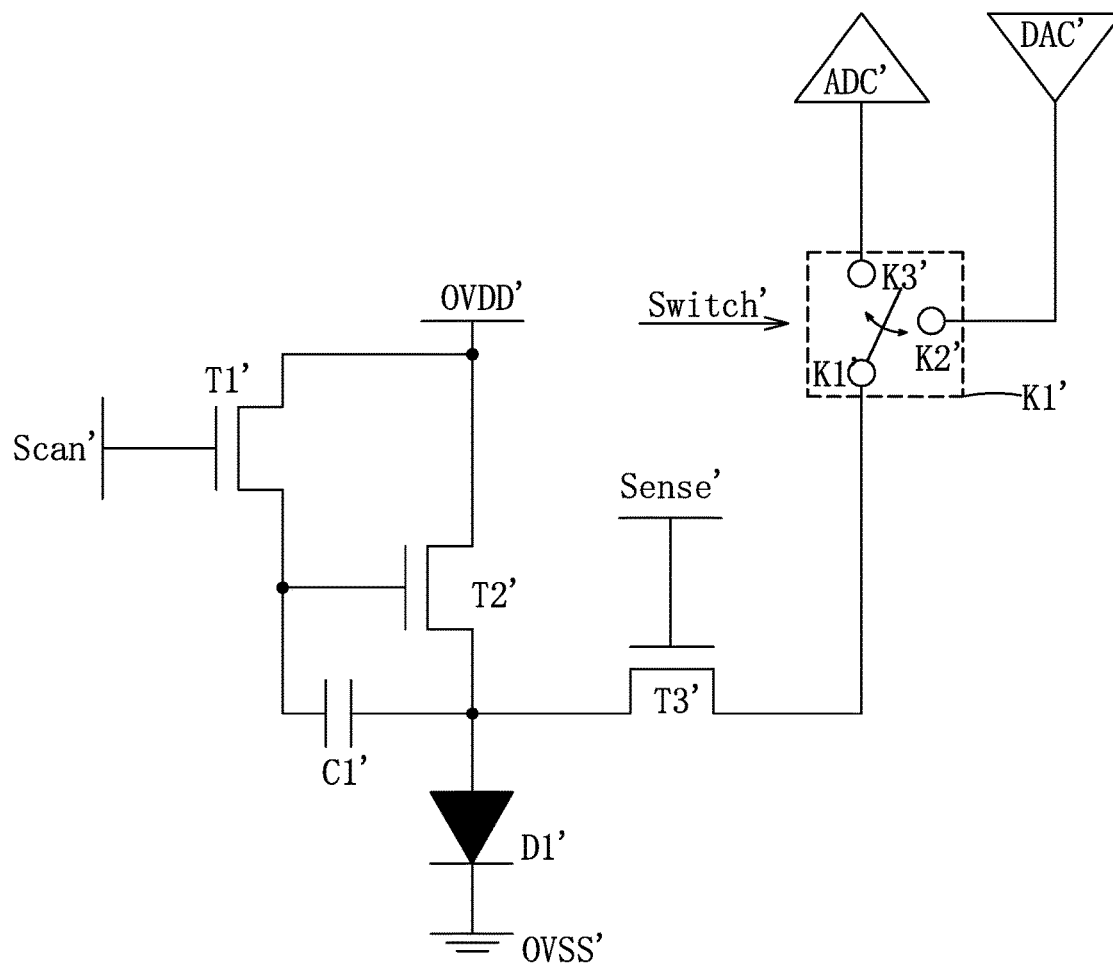 ADC'
DAC'
K3'
Switch'
K2'
K1'
K1'
OVDD'
T1'
Scan'
Sense'
T2'
T3'
C1'
D1'
OVSS'